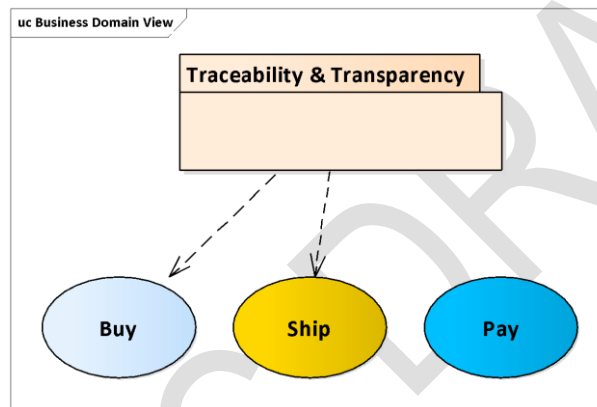 uc Business Domain View
Traceability & Transparency
Buy
Ship
Pay